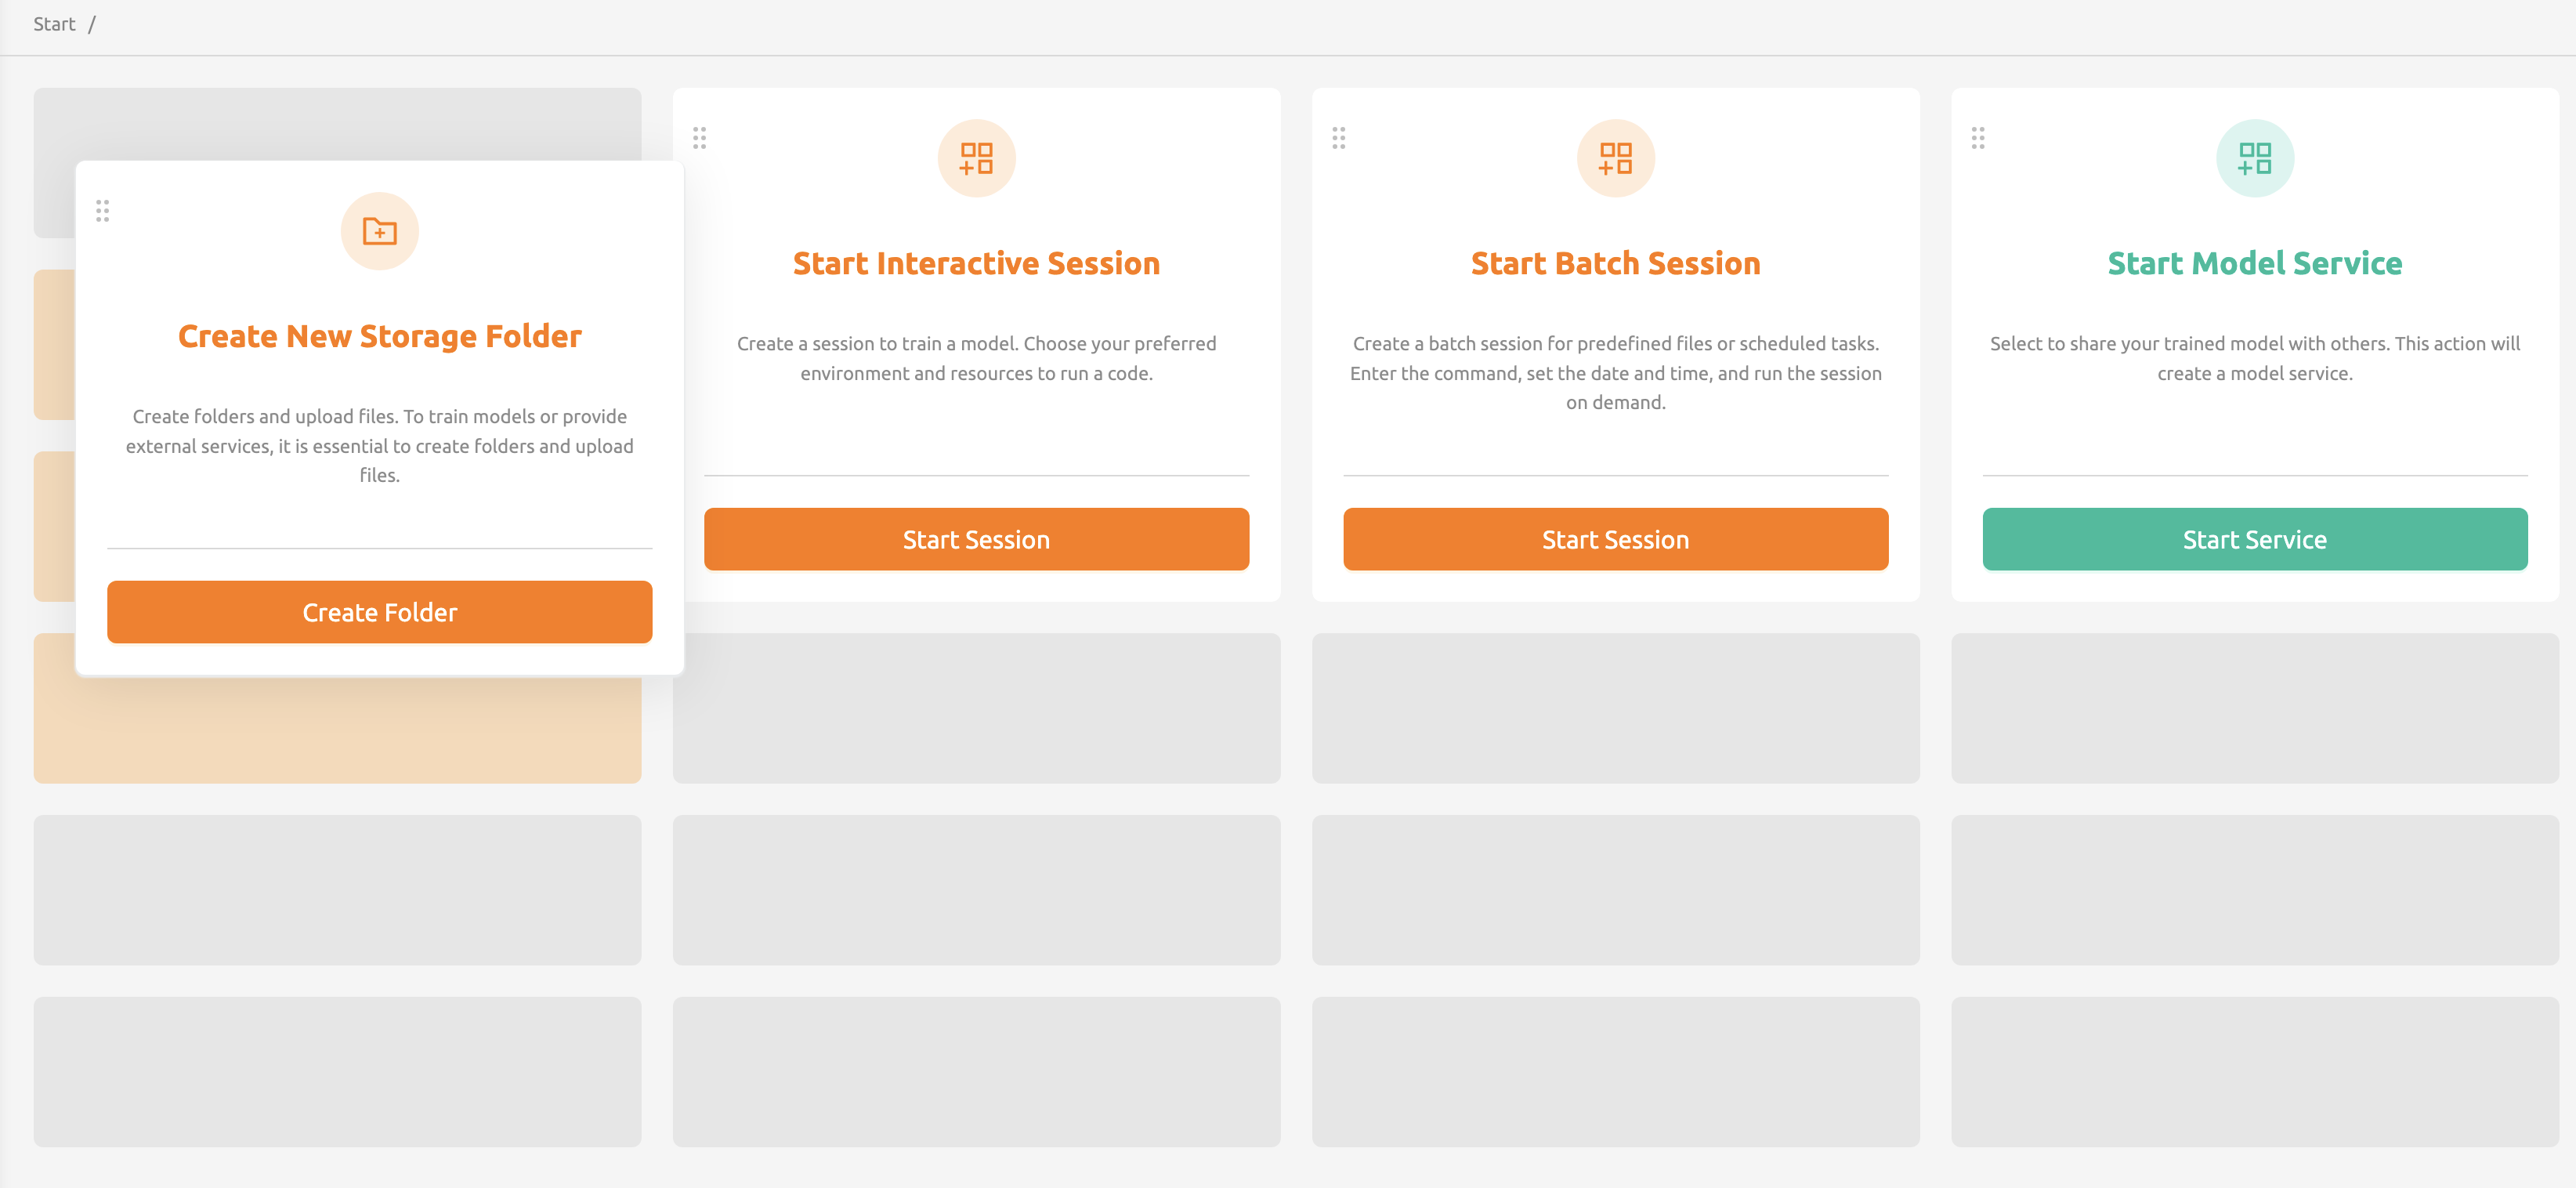 Start /
Create New Storage Folder
Create folders and upload files. To train models or provide
external services, it is essential to create folders and upload
files.
Create Folder
Start Interactive Session
Create a session to train a model. Choose your preferred
environment and resources to run a code.
Start Session
Start Batch Session
Create a batch session for predefined files or scheduled tasks.
Enter the command, set the date and time, and run the session
on demand.
Start Session
Start Model Service
Select to share your trained model with others. This action will
create a model service.
Start Service